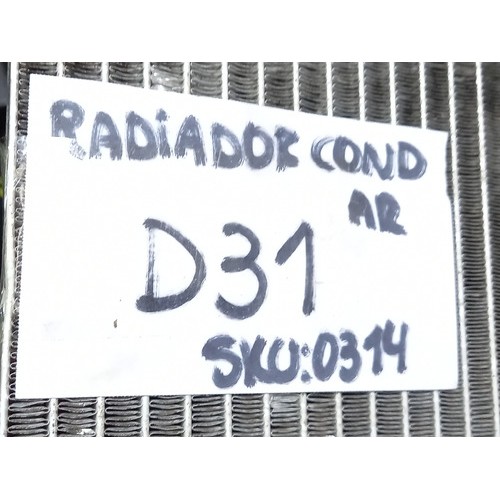 RADiADOR COND
AR
D31
SKU:0314